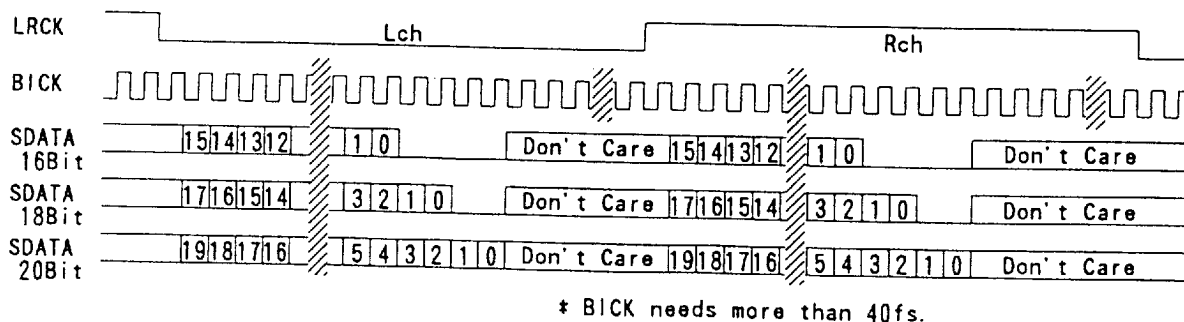 LRCK Lch Rch
BICK
SDATA 16Bit 15 14 13 12 1 0 Don't Care 15 14 13 12 1 0 Don't Care
SDATA 18Bit 17 16 15 14 3 2 1 0 Don't Care 17 16 15 14 3 2 1 0 Don't Care
SDATA 20Bit 19 18 17 16 5 4 3 2 1 0 Don't Care 19 18 17 16 5 4 3 2 1 0 Don't Care
* BICK needs more than 40fs.